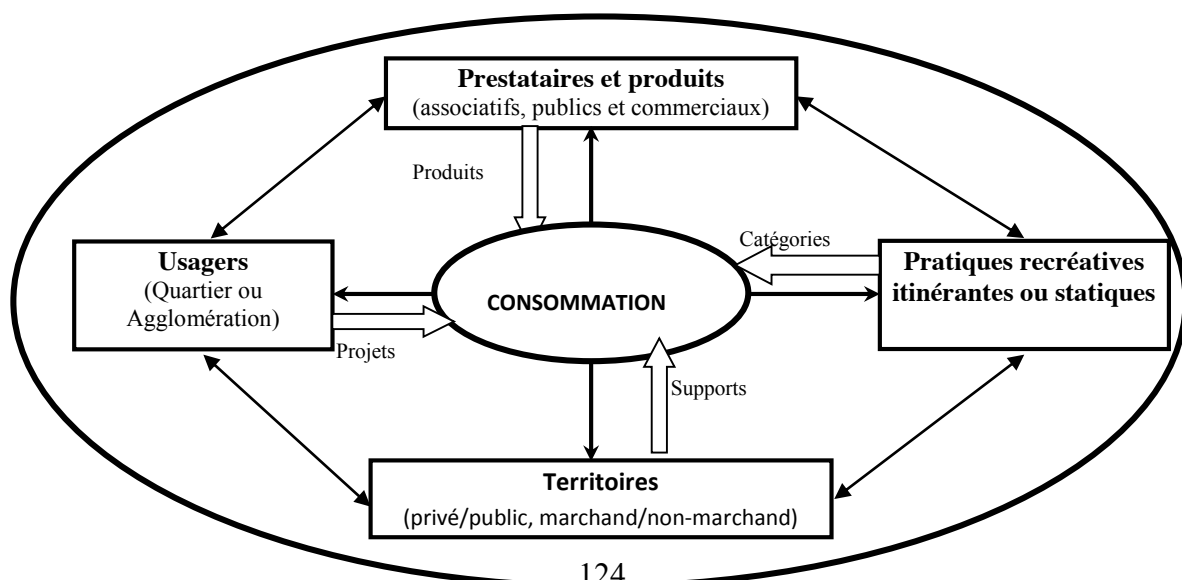 Prestataires et produits
(associatifs, publics et commerciaux)
Produits
Catégories
Usagers
(Quartier ou
Agglomération)
CONSOMMATION
Pratiques recréatives
itinérantes ou statiques
Projets
Supports
Territoires
(privé/public, marchand/non-marchand)
124